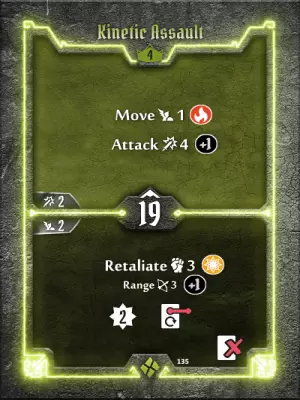 Kinetic Assault
4
Move 1
Attack 4 +1
2
19
2
Retaliate 3
Range 3 +1
2
135